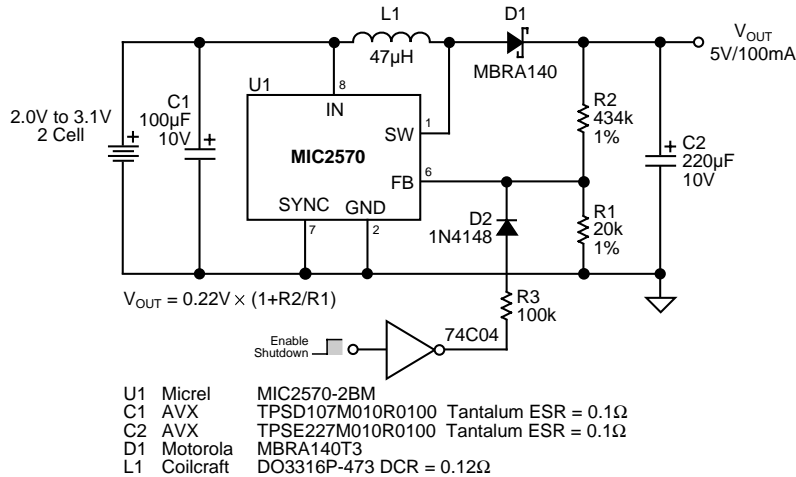 L1
47µH
D1
MBRA140
VOUT
5V/100mA
2.0V to 3.1V
2 Cell
C1
100µF
10V
U1
8
IN
SW
1
MIC2570
FB
6
SYNC
GND
7
2
R2
434k
1%
C2
220µF
10V
D2
1N4148
R1
20k
1%
VOUT = 0.22V × (1+R2/R1)
R3
100k
Enable
Shutdown
74C04
U1 Micrel MIC2570-2BM
C1 AVX TPSD107M010R0100 Tantalum ESR = 0.1Ω
C2 AVX TPSE227M010R0100 Tantalum ESR = 0.1Ω
D1 Motorola MBRA140T3
L1 Coilcraft DO3316P-473 DCR = 0.12Ω